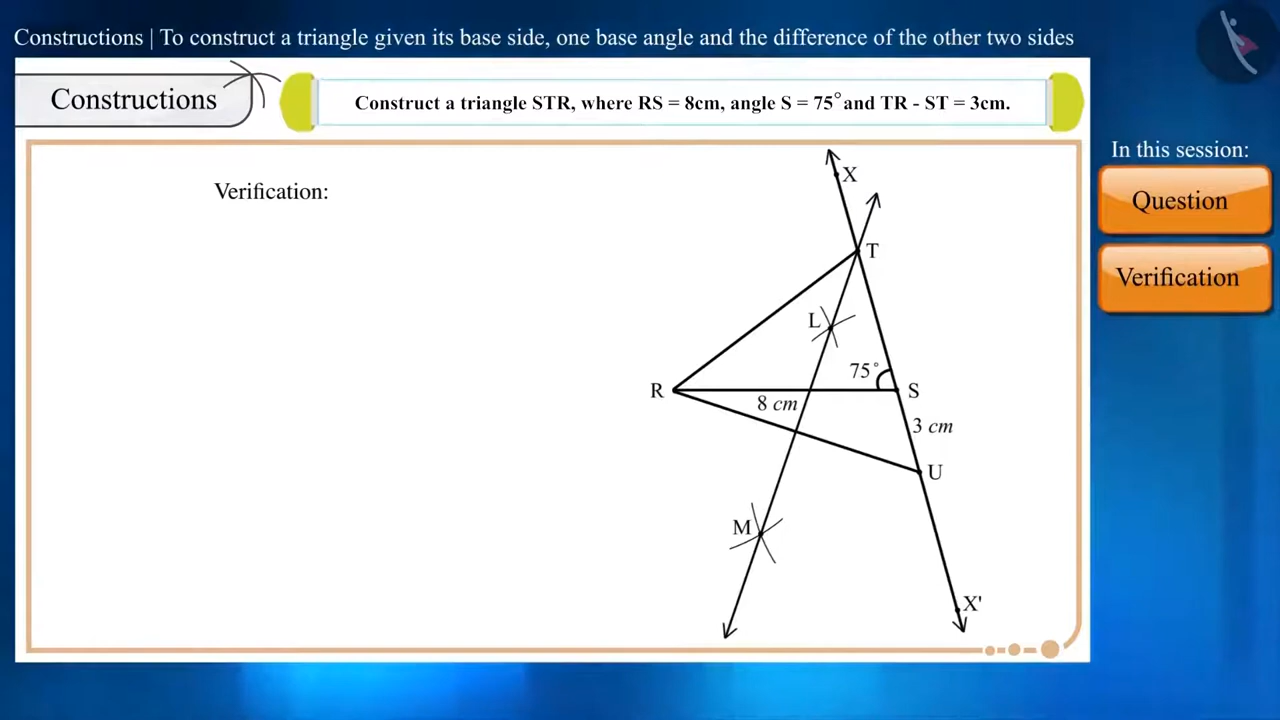 Constructions | To construct a triangle given its base side, one base angle and the difference of the other two sides
Constructions
Construct a triangle STR, where RS = 8cm, angle S = 75° and TR - ST = 3cm.
In this session:
Question
Verification
Verification:
X
T
L
75°
R
S
8 cm
3 cm
U
M
X'